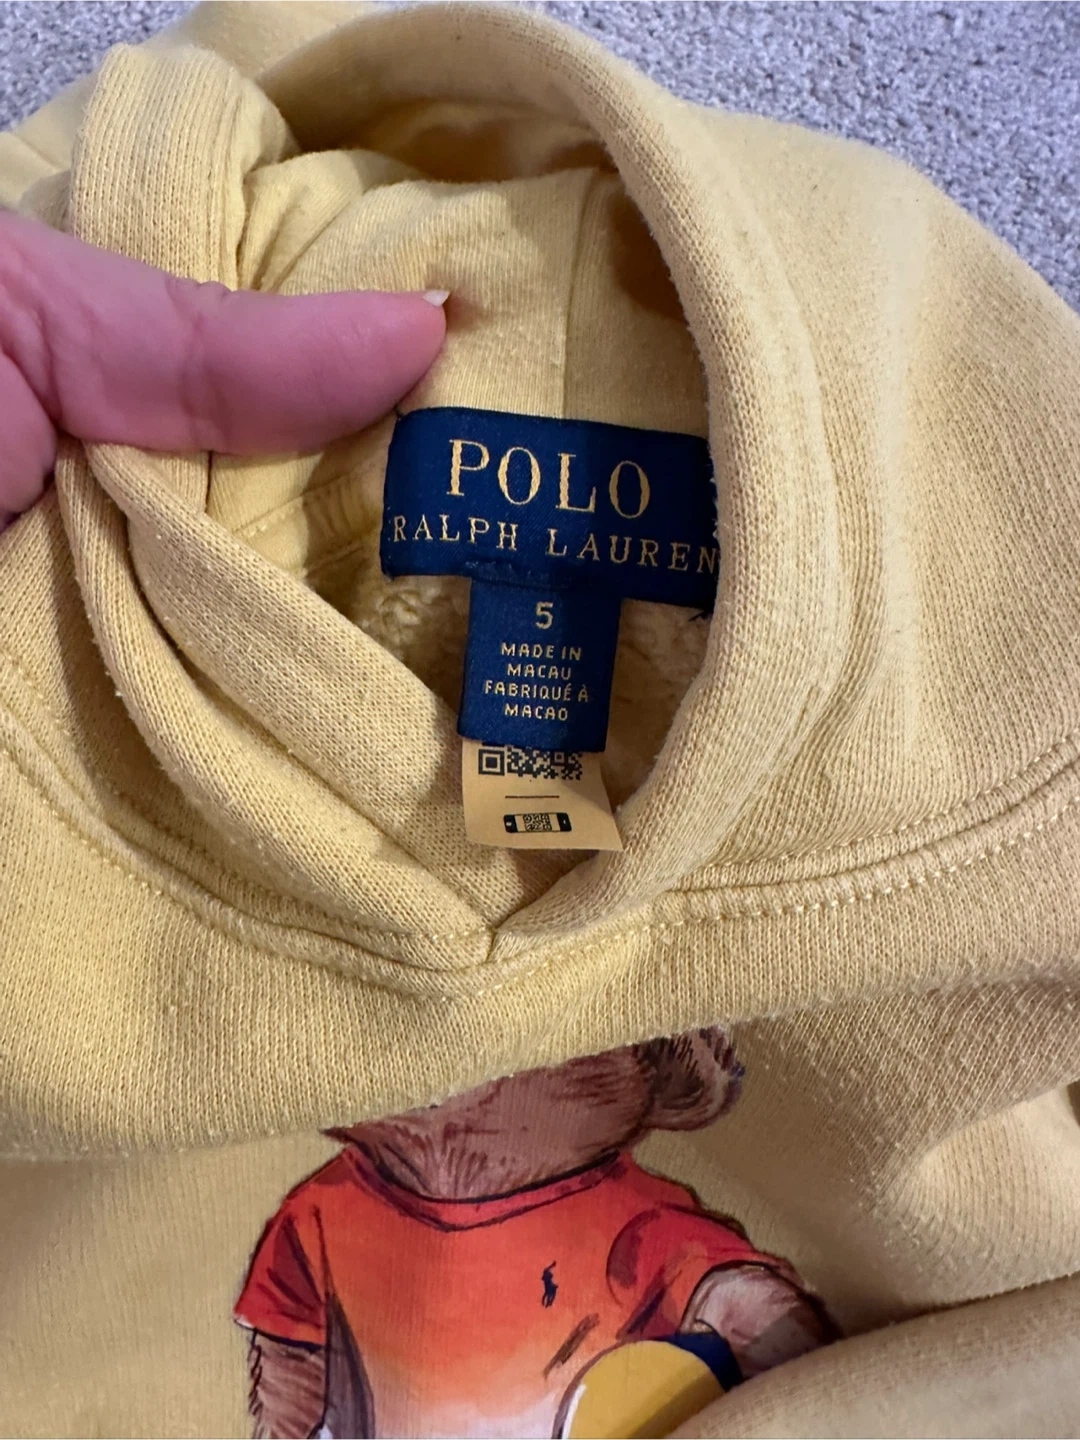 POLO
RALPH LAUREN
5
MADE IN
MACAU
FABRIQUÉ À
MACAO